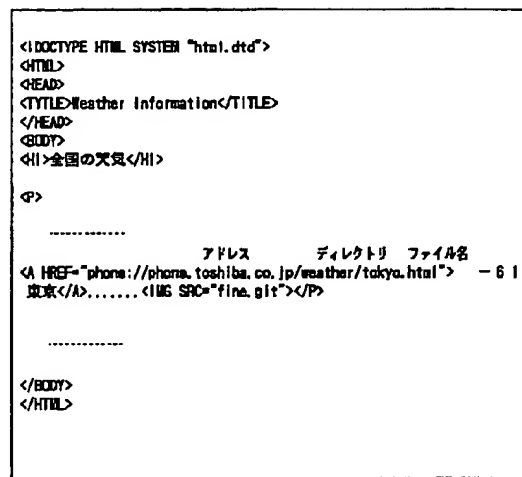 <!DOCTYPE HTML SYSTEM "html.dtd">
<HTML>
<HEAD>
<TYTLE>Weather Information</TITLE>
</HEAD>
<BODY>
<H1>全国の天気</H1>
<P>
.............
アドレス ディレクトリ ファイル名
<A HREF="phone://phone.toshiba.co.jp/weather/tokyo.html"> －61
東京</A>.......<IMG SRC="fine.git"></P>
.............
</BODY>
</HTML>